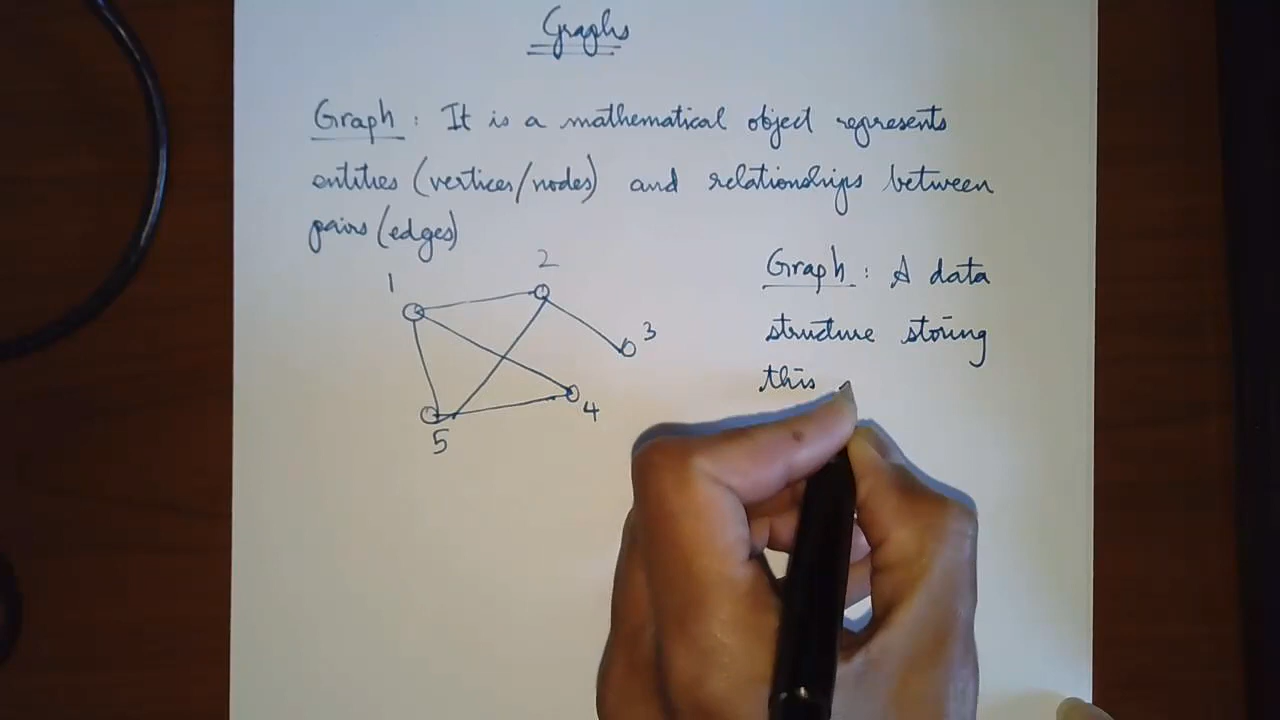 Graphs
Graph : It is a mathematical object represents
entities (vertices/nodes) and relationships between
pairs (edges)
1
2
3
4
5
Graph : A data
structure storing
this